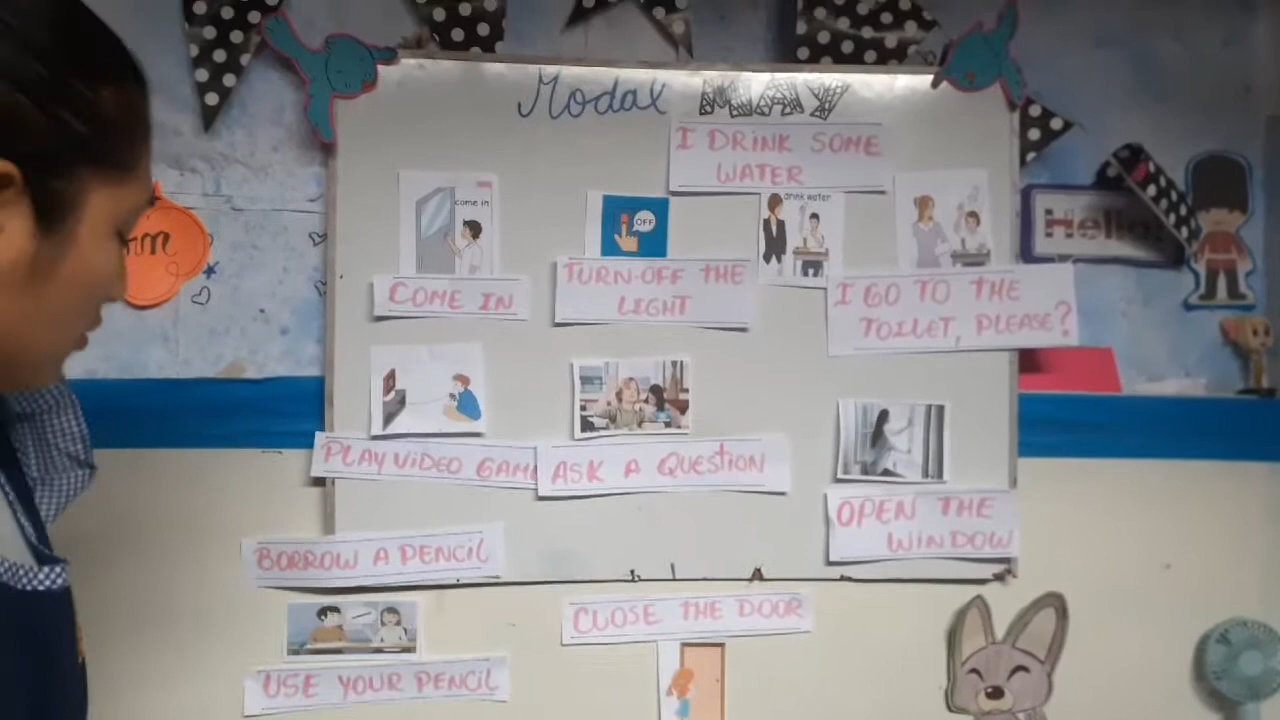 Modal MAY
I DRINK SOME
WATER
come in
OFF
drink water
Hello
COME IN
TURN-OFF THE
LIGHT
I GO TO THE
TOILET, PLEASE?
PLAY VIDEO GAME
ASK A QUESTION
OPEN THE
WINDOW
BORROW A PENCIL
CLOSE THE DOOR
USE YOUR PENCIL